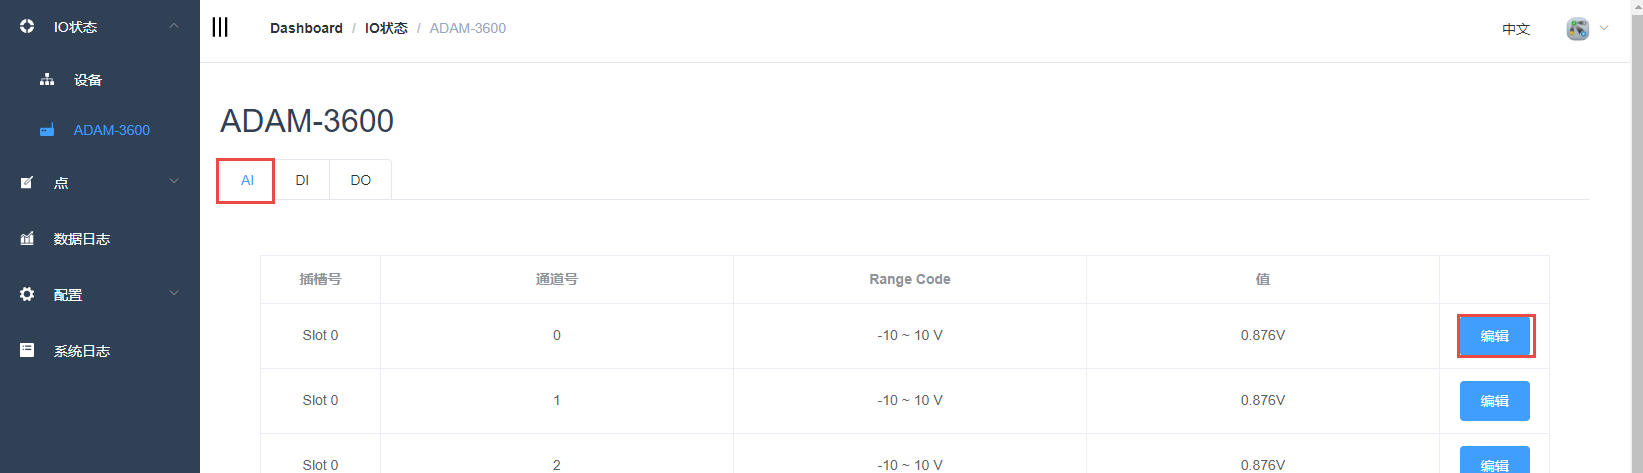 IO状态
设备
ADAM-3600
点
数据日志
配置
系统日志
Dashboard / IO状态 / ADAM-3600
中文
ADAM-3600
AI DI DO
插槽号 通道号 Range Code 值
Slot 0 0 -10 ~ 10 V 0.876V 编辑
Slot 0 1 -10 ~ 10 V 0.876V 编辑
Slot 0 2 -10 ~ 10 V 0.876V 编辑